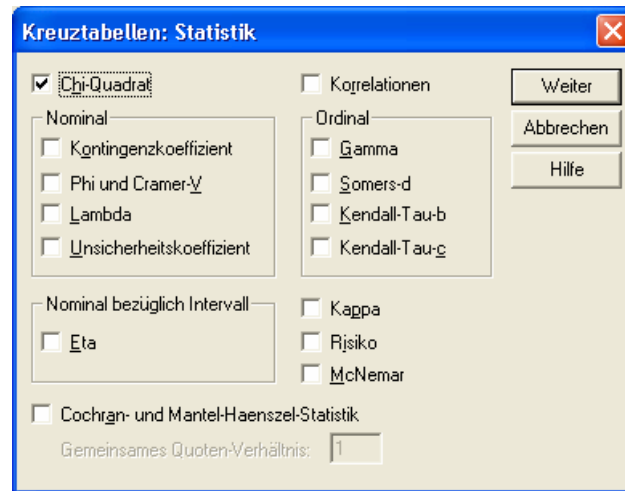 Kreuztabellen: Statistik
Chi-Quadrat
Korrelationen
Weiter
Abbrechen
Hilfe
Nominal
Kontingenzkoeffizient
Phi und Cramer-V
Lambda
Unsicherheitskoeffizient
Ordinal
Gamma
Somers-d
Kendall-Tau-b
Kendall-Tau-c
Nominal bezüglich Intervall
Eta
Kappa
Risiko
McNemar
Cochran- und Mantel-Haenszel-Statistik
Gemeinsames Quoten-Verhältnis: 1